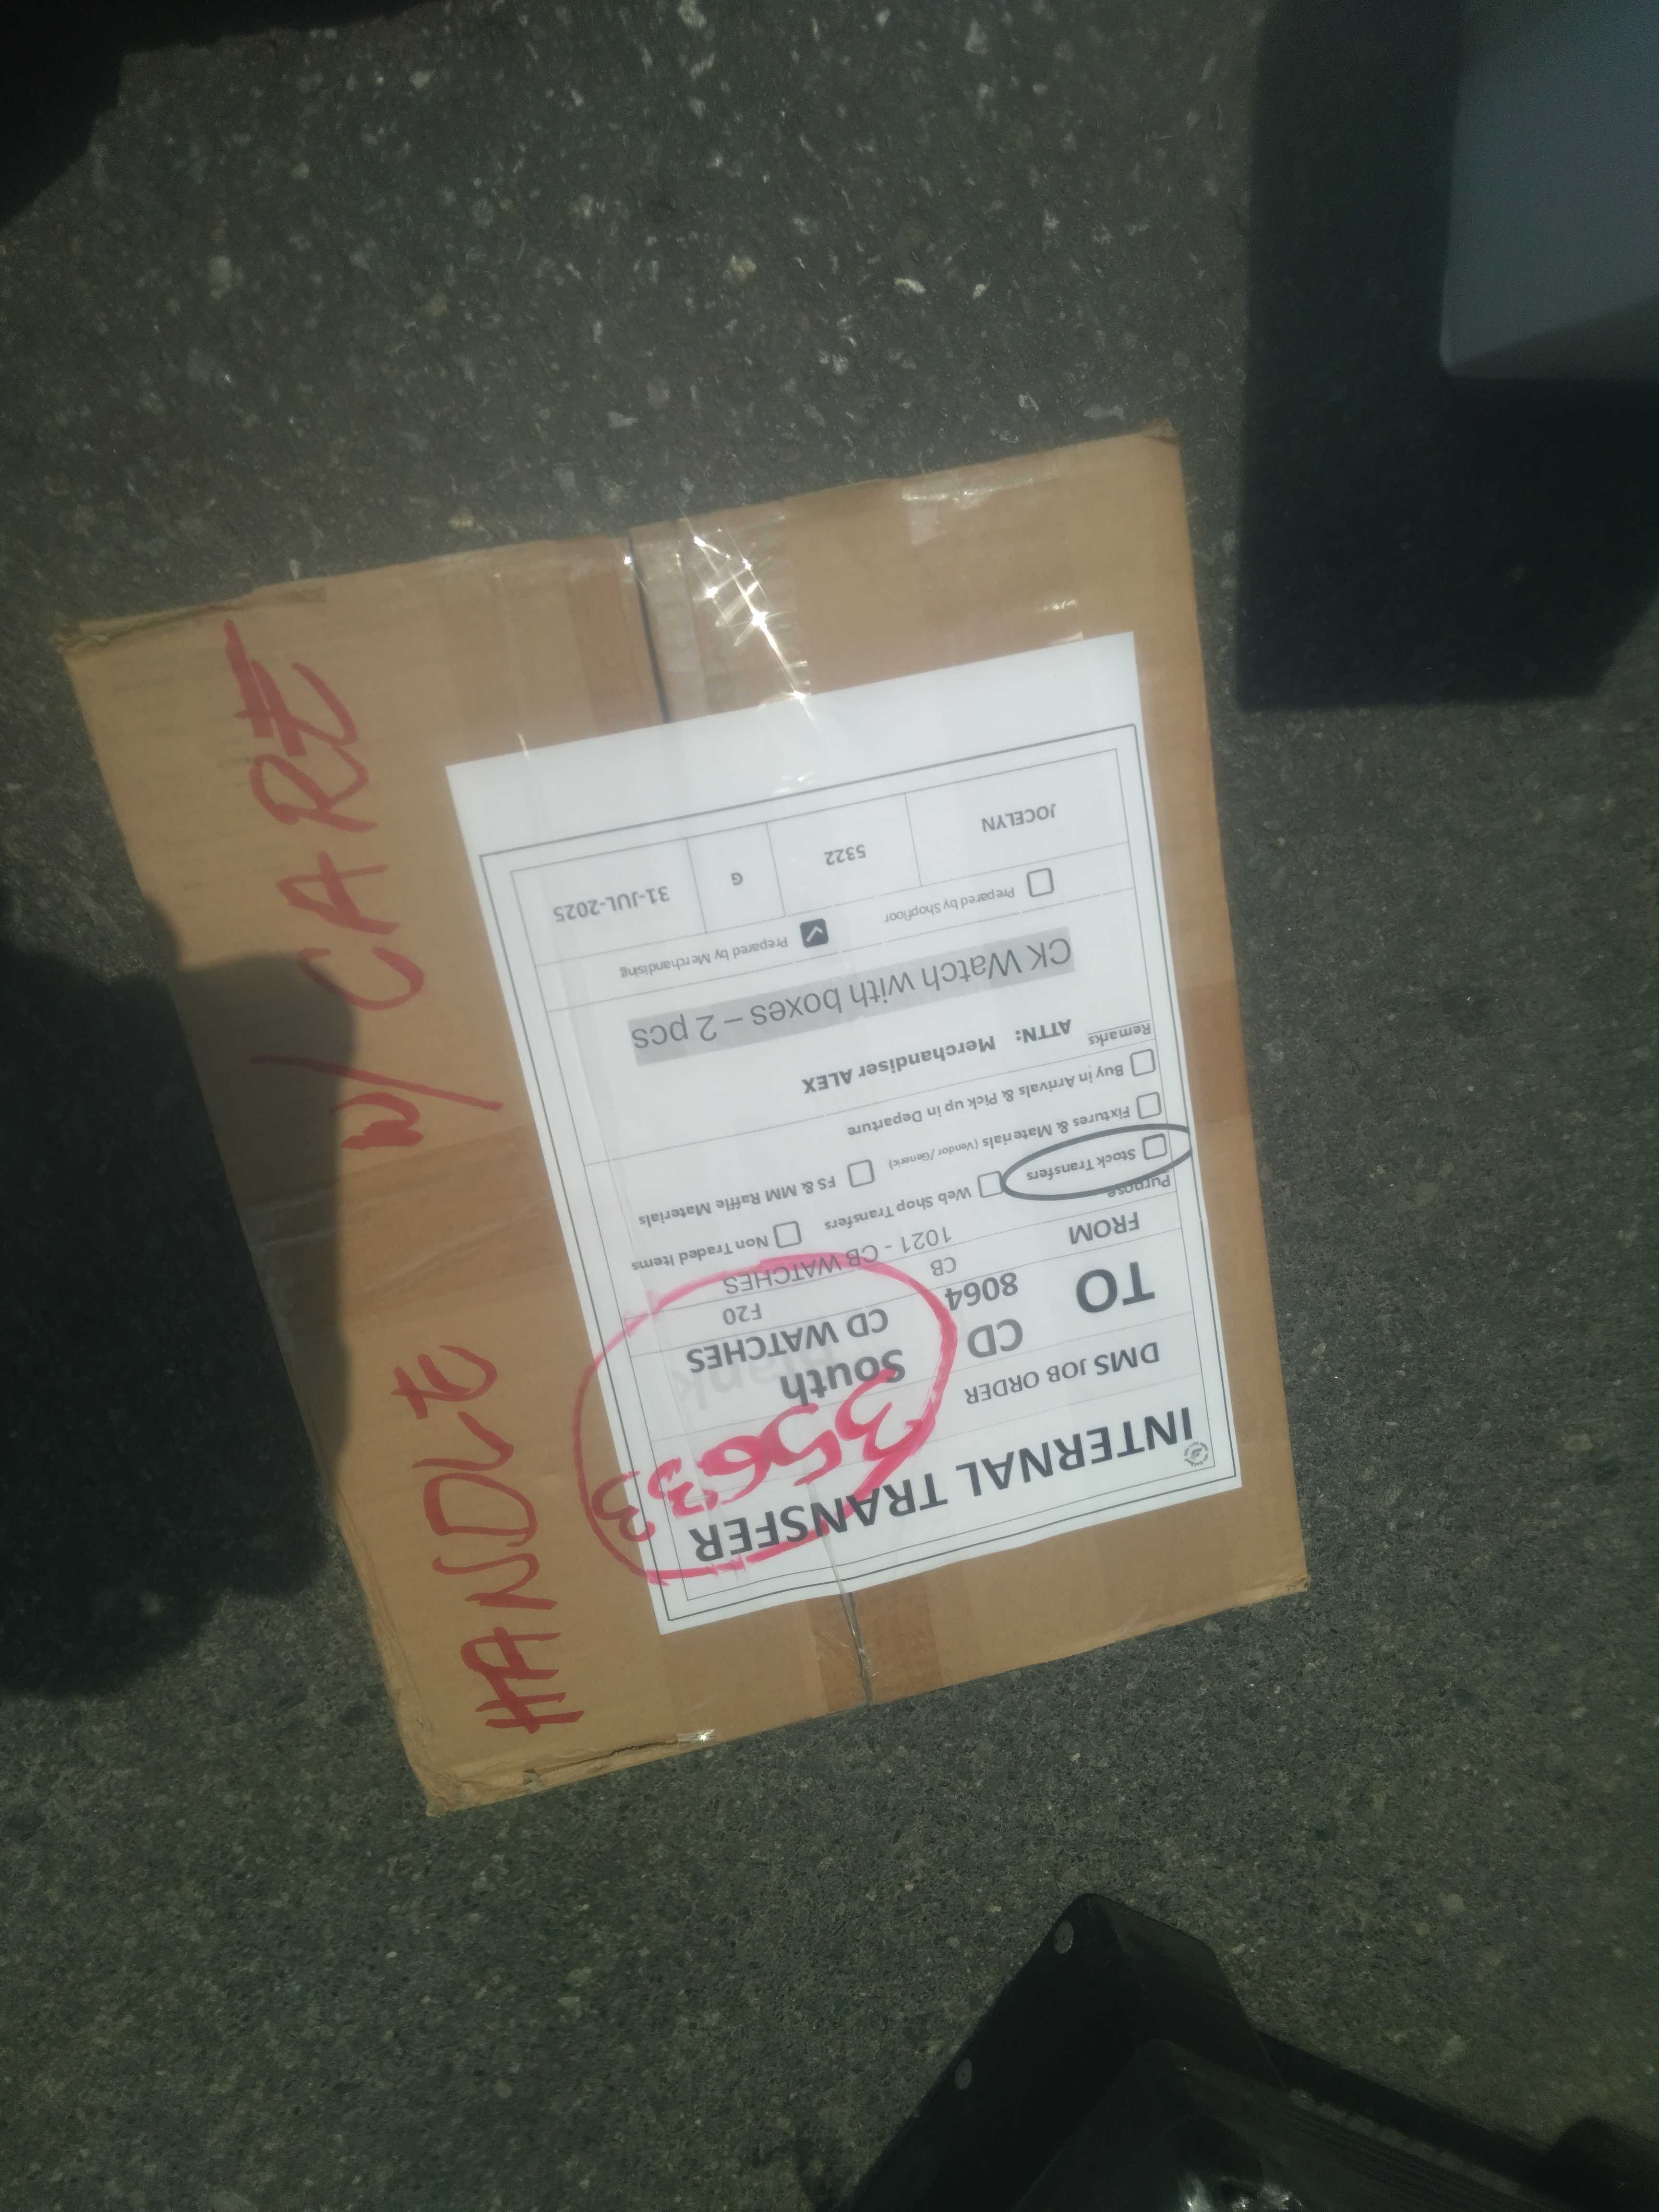 HANDLE W/ CARE
INTERNAL TRANSFER
35633
DMS JOB ORDER
TO
CD
South
8064
CD WATCHES
FROM
CB
F20
1021 - CB WATCHES
Purpose
Stock Transfers
Web Shop Transfers
Non Traded Items
Fixtures & Materials (Vendor/Generic)
FS & MM Raffle Materials
Buy in Arrivals & Pick up in Departure
Remarks
ATTN: Merchandiser ALEX
CK Watch with boxes – 2 pcs
Prepared by Shopfloor
Prepared by Merchandising
JOCELYN
5322
G
31-JUL-2025